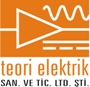 teori elektrik
SAN. VE TİC. LTD. ŞTİ.